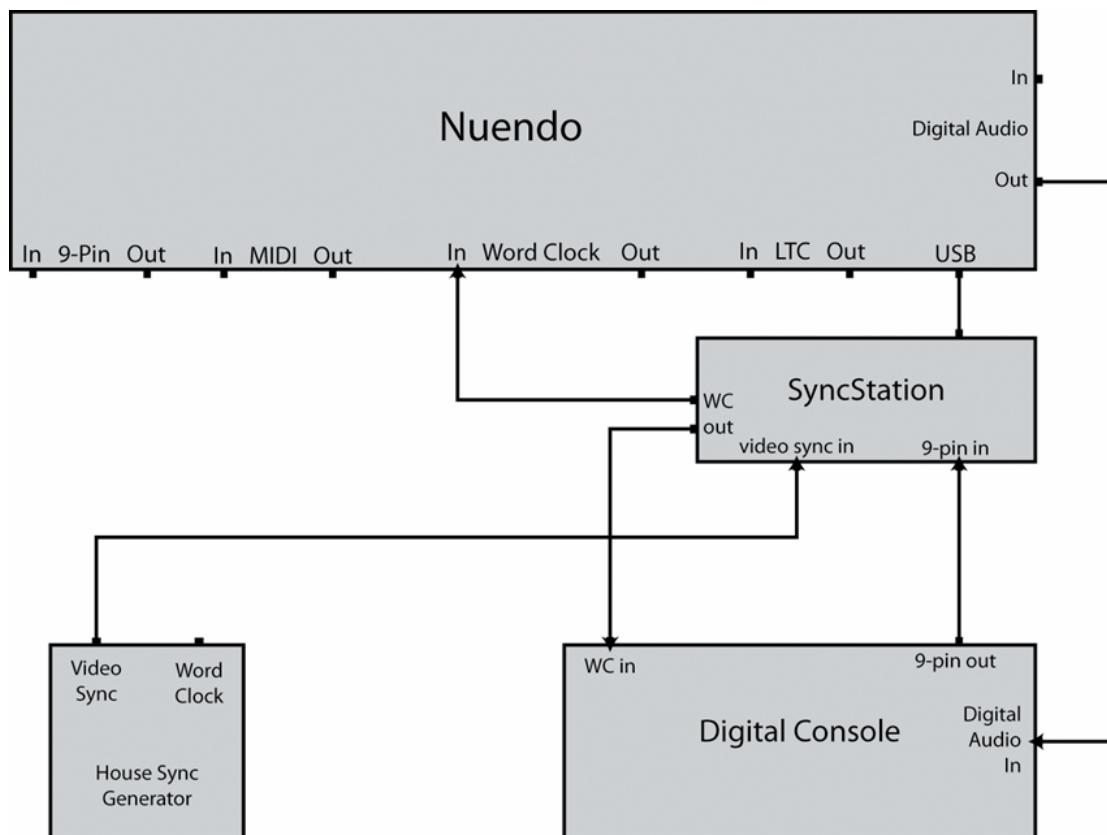 In
Nuendo
Digital Audio
Out
In 9-Pin Out In MIDI Out In Word Clock Out In LTC Out USB
SyncStation
WC
out
video sync in 9-pin in
Video
Sync
Word
Clock
House Sync
Generator
WC in
9-pin out
Digital Console
Digital
Audio
In